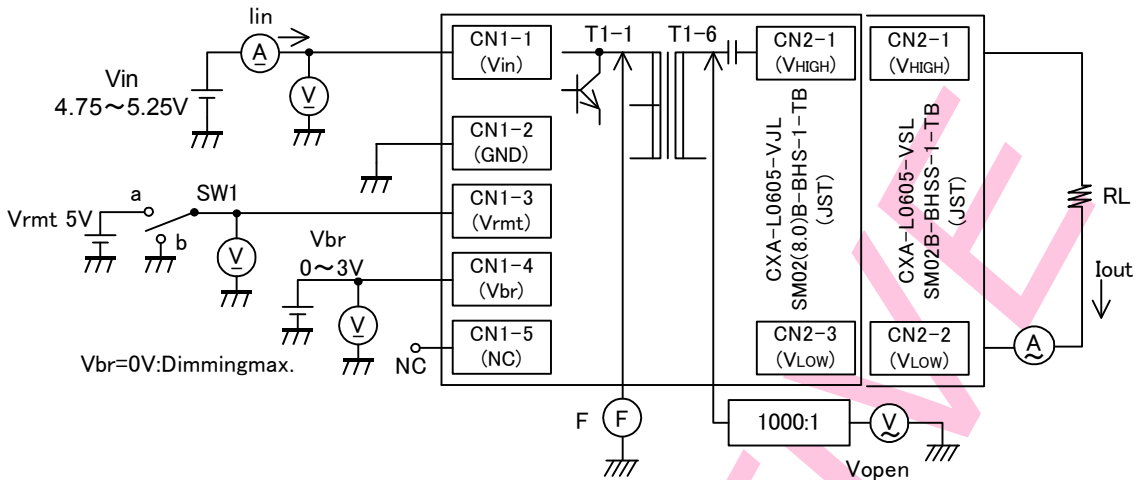 Iin
A
Vin
4.75～5.25V
V
CN1-1
(Vin)
T1-1
T1-6
CN2-1
(VHIGH)
CN2-1
(VHIGH)
CN1-2
(GND)
a
SW1
Vrmt 5V
b
V
CN1-3
(Vrmt)
Vbr
0～3V
V
CN1-4
(Vbr)
CXA-L0605-VJL
SM02(8.0)B-BHS-1-TB
(JST)
CXA-L0605-VSL
SM02B-BHSS-1-TB
(JST)
RL
Iout
Vbr=0V:Dimmingmax.
NC
CN1-5
(NC)
CN2-3
(VLOW)
CN2-2
(VLOW)
A
F
F
1000:1
V
Vopen